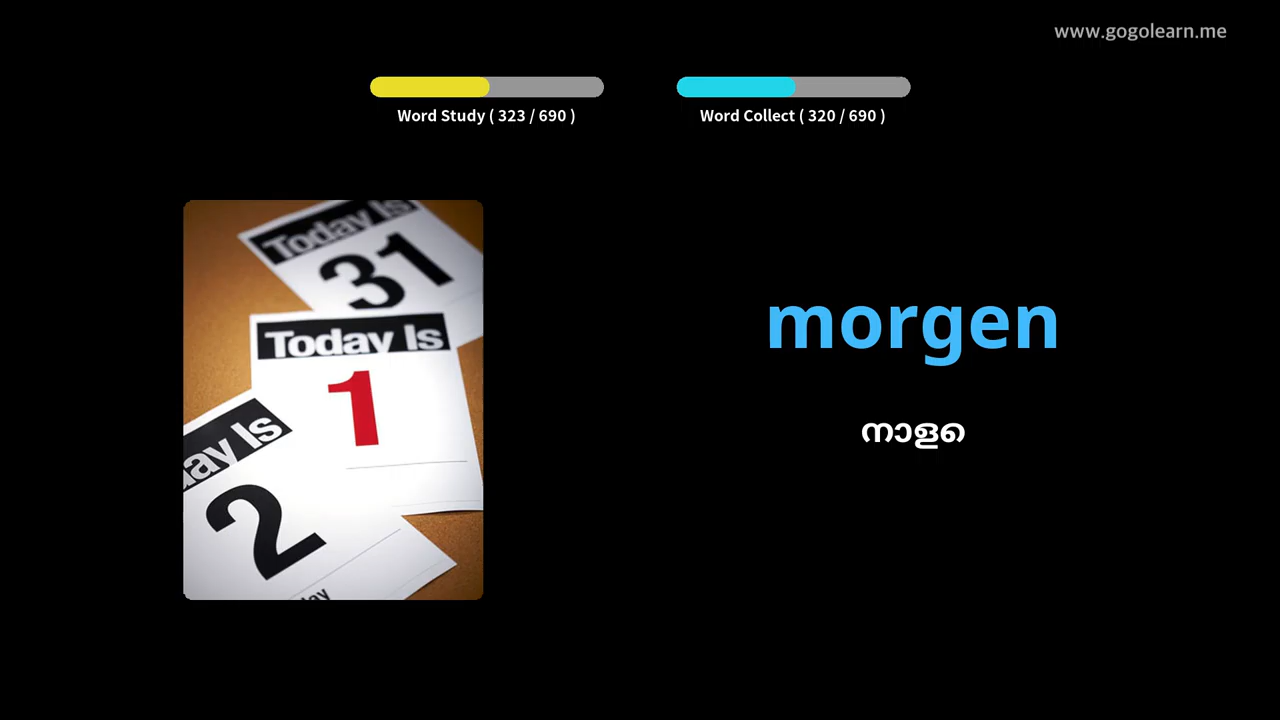 www.gogolearn.me
Word Study ( 323 / 690 )
Word Collect ( 320 / 690 )
Today Is
31
Today Is
1
ay Is
2
morgen
നാളെ